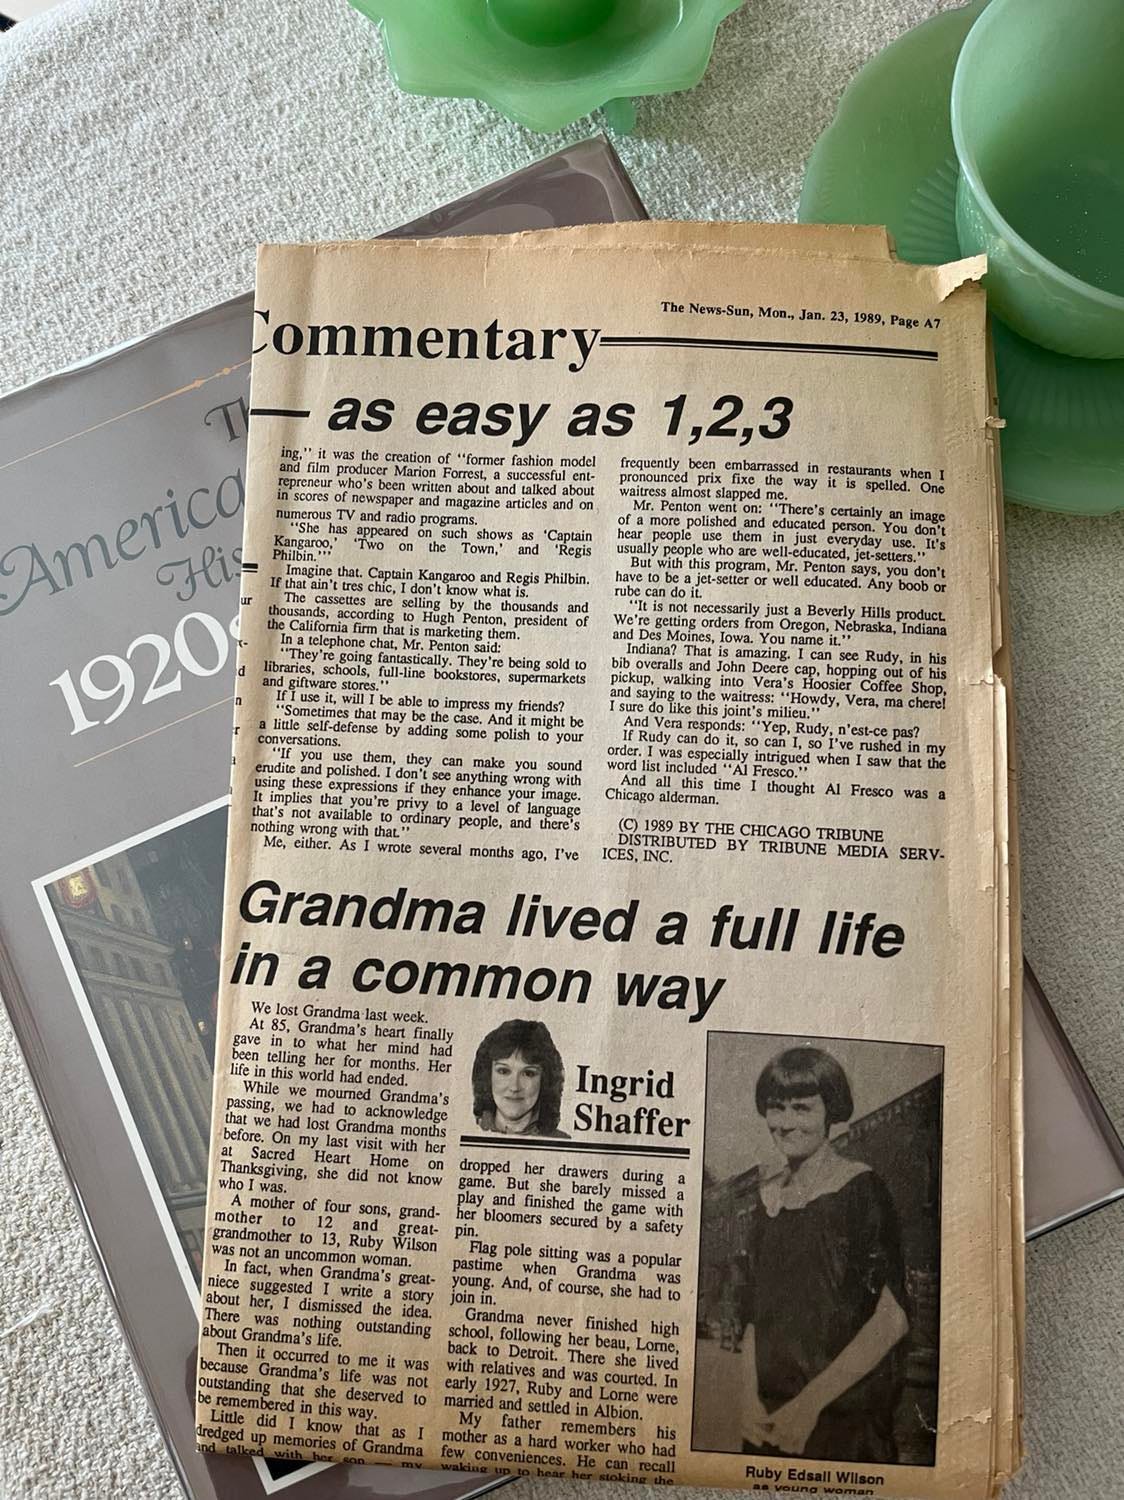 The News-Sun, Mon., Jan. 23, 1989, Page A7
Commentary
— as easy as 1,2,3
ing,'' it was the creation of ''former fashion model
and film producer Marion Forrest, a successful ent-
repreneur who's been written about and talked about
in scores of newspaper and magazine articles and on
numerous TV and radio programs.
''She has appeared on such shows as 'Captain
Kangaroo,' 'Two on the Town,' and 'Regis
Philbin.'''
Imagine that. Captain Kangaroo and Regis Philbin.
If that ain't tres chic, I don't know what is.
The cassettes are selling by the thousands and
thousands, according to Hugh Penton, president of
the California firm that is marketing them.
In a telephone chat, Mr. Penton said:
''They're going fantastically. They're being sold to
libraries, schools, full-line bookstores, supermarkets
and giftware stores.''
If I use it, will I be able to impress my friends?
''Sometimes that may be the case. And it might be
a little self-defense by adding some polish to your
conversations.
''If you use them, they can make you sound
erudite and polished. I don't see anything wrong with
using these expressions if they enhance your image.
It implies that you're privy to a level of language
that's not available to ordinary people, and there's
nothing wrong with that.''
Me, either. As I wrote several months ago, I've
frequently been embarrassed in restaurants when I
pronounced prix fixe the way it is spelled. One
waitress almost slapped me.
Mr. Penton went on: ''There's certainly an image
of a more polished and educated person. You don't
hear people use them in just everyday use. It's
usually people who are well-educated, jet-setters.''
But with this program, Mr. Penton says, you don't
have to be a jet-setter or well educated. Any boob or
rube can do it.
''It is not necessarily just a Beverly Hills product.
We're getting orders from Oregon, Nebraska, Indiana
and Des Moines, Iowa. You name it.''
Indiana? That is amazing. I can see Rudy, in his
bib overalls and John Deere cap, hopping out of his
pickup, walking into Vera's Hoosier Coffee Shop,
and saying to the waitress: ''Howdy, Vera, ma chere!
I sure do like this joint's milieu.''
And Vera responds: ''Yep, Rudy, n'est-ce pas?
If Rudy can do it, so can I, so I've rushed in my
order. I was especially intrigued when I saw that the
word list included ''Al Fresco.''
And all this time I thought Al Fresco was a
Chicago alderman.
(C) 1989 BY THE CHICAGO TRIBUNE
DISTRIBUTED BY TRIBUNE MEDIA SERV-
ICES, INC.
Grandma lived a full life
in a common way
We lost Grandma last week.
At 85, Grandma's heart finally
gave in to what her mind had
been telling her for months. Her
life in this world had ended.
While we mourned Grandma's
passing, we had to acknowledge
that we had lost Grandma months
before. On my last visit with her
at Sacred Heart Home on
Thanksgiving, she did not know
who I was.
A mother of four sons, grand-
mother to 12 and great-
grandmother to 13, Ruby Wilson
was not an uncommon woman.
In fact, when Grandma's great-
niece suggested I write a story
about her, I dismissed the idea.
There was nothing outstanding
about Grandma's life.
Then it occurred to me it was
because Grandma's life was not
outstanding that she deserved to
be remembered in this way.
Little did I know that as I
dredged up memories of Grandma
and talked with her son — my
Ingrid
Shaffer
dropped her drawers during a
game. But she barely missed a
play and finished the game with
her bloomers secured by a safety
pin.
Flag pole sitting was a popular
pastime when Grandma was
young. And, of course, she had to
join in.
Grandma never finished high
school, following her beau, Lorne,
back to Detroit. There she lived
with relatives and was courted. In
early 1927, Ruby and Lorne were
married and settled in Albion.
My father remembers his
mother as a hard worker who had
few conveniences. He can recall
waking up to hear her stoking the
Ruby Edsall Wilson
as young woman
Th
America
His
1920s